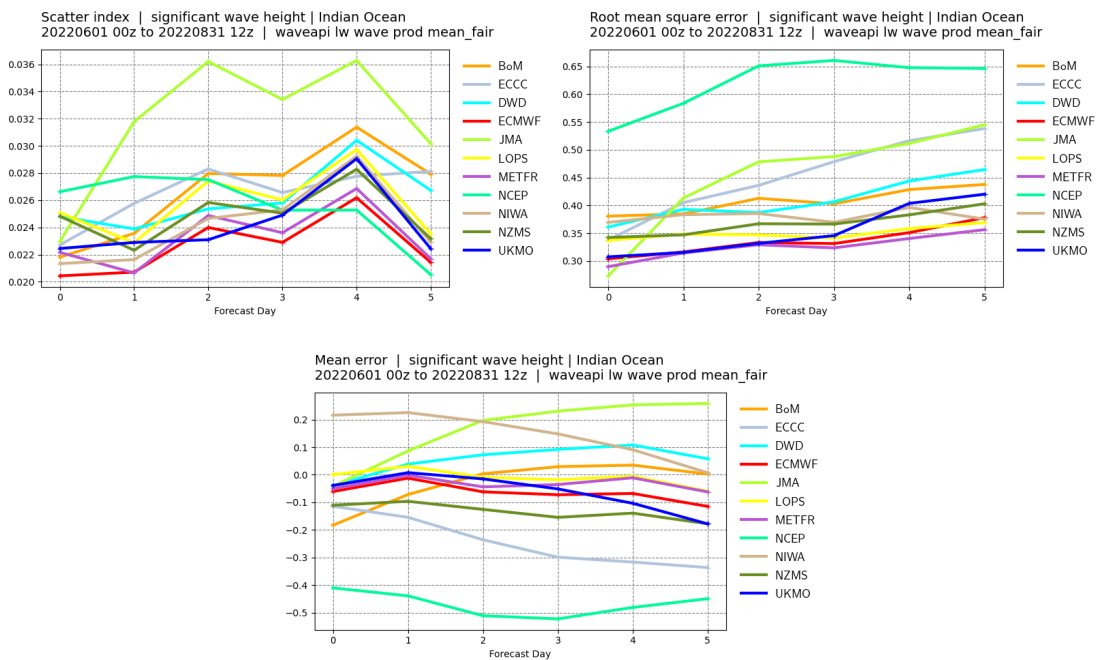 Scatter index | significant wave height | Indian Ocean
20220601 00z to 20220831 12z | waveapi lw wave prod mean_fair
0.036
0.034
0.032
0.030
0.028
0.026
0.024
0.022
0.020
0 1 2 3 4 5
Forecast Day
BoM
ECCC
DWD
ECMWF
JMA
LOPS
METFR
NCEP
NIWA
NZMS
UKMO
Root mean square error | significant wave height | Indian Ocean
20220601 00z to 20220831 12z | waveapi lw wave prod mean_fair
0.65
0.60
0.55
0.50
0.45
0.40
0.35
0.30
0 1 2 3 4 5
Forecast Day
BoM
ECCC
DWD
ECMWF
JMA
LOPS
METFR
NCEP
NIWA
NZMS
UKMO
Mean error | significant wave height | Indian Ocean
20220601 00z to 20220831 12z | waveapi lw wave prod mean_fair
0.2
0.1
0.0
−0.1
−0.2
−0.3
−0.4
−0.5
0 1 2 3 4 5
Forecast Day
BoM
ECCC
DWD
ECMWF
JMA
LOPS
METFR
NCEP
NIWA
NZMS
UKMO